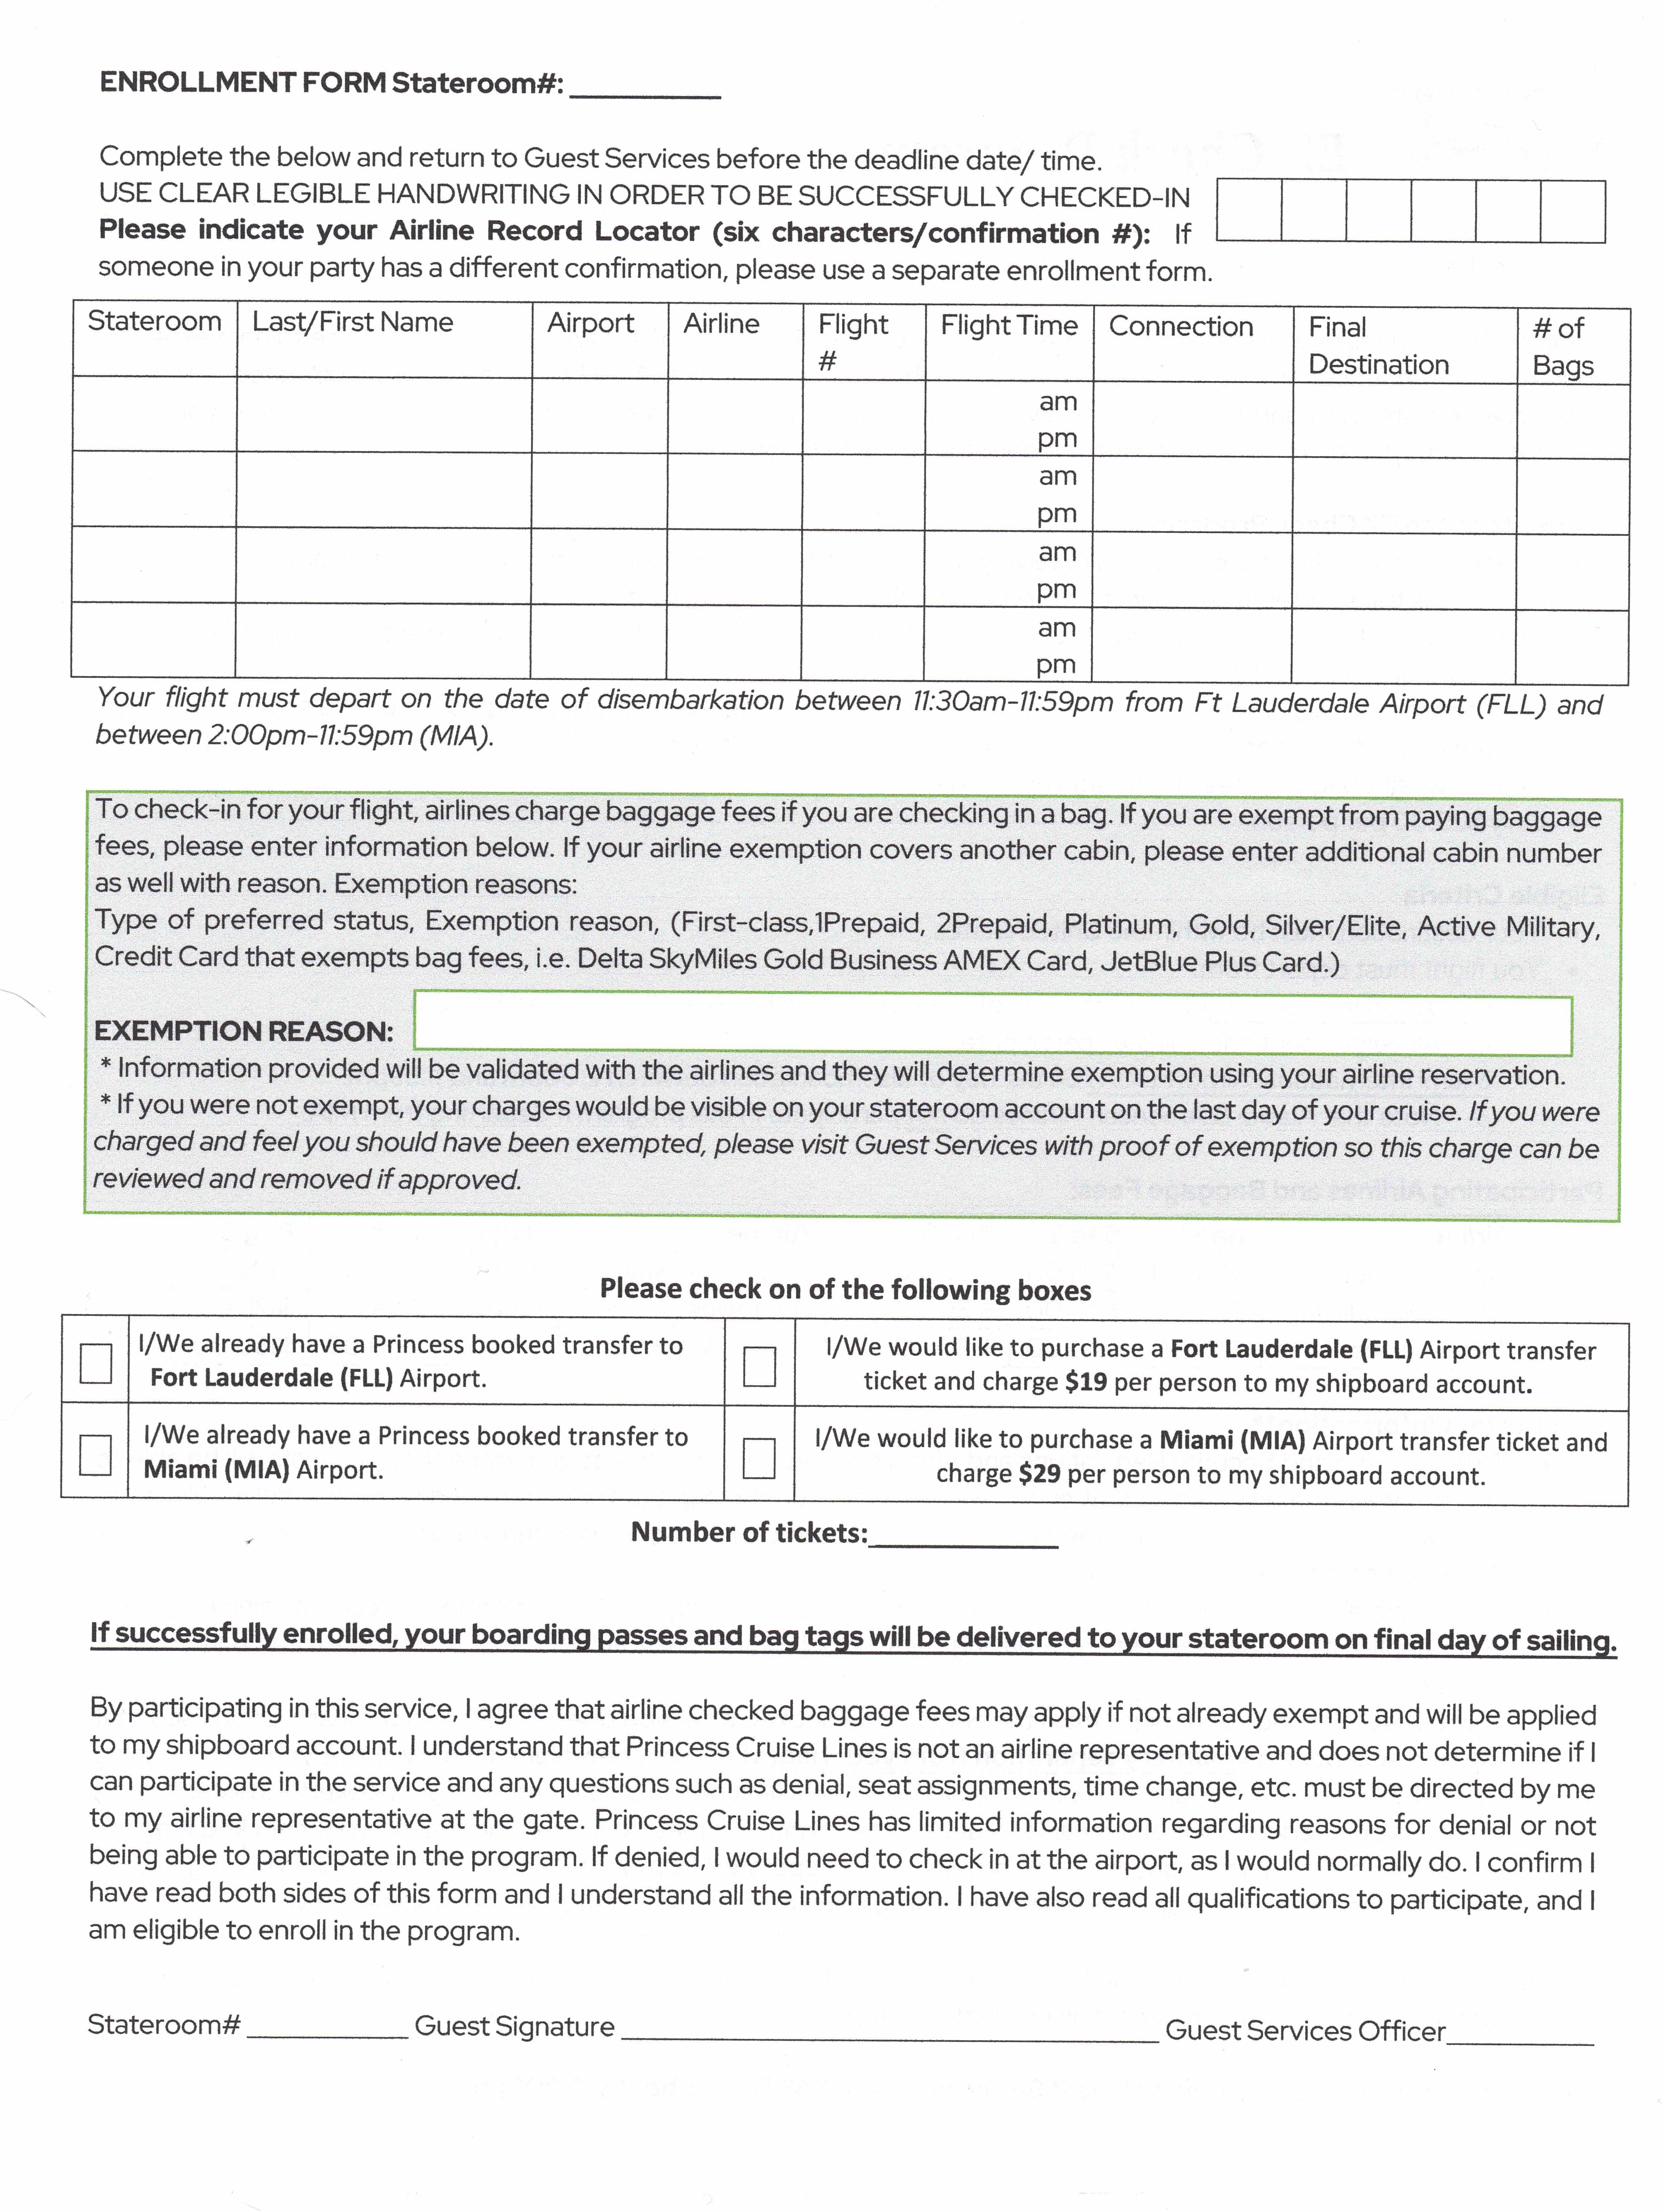 ENROLLMENT FORM Stateroom#: __________
Complete the below and return to Guest Services before the deadline date/ time.
USE CLEAR LEGIBLE HANDWRITING IN ORDER TO BE SUCCESSFULLY CHECKED-IN
Please indicate your Airline Record Locator (six characters/confirmation #): If
someone in your party has a different confirmation, please use a separate enrollment form.
Stateroom Last/First Name Airport Airline Flight # Flight Time Connection Final Destination # of Bags
am
pm
am
pm
am
pm
am
pm
Your flight must depart on the date of disembarkation between 11:30am-11:59pm from Ft Lauderdale Airport (FLL) and
between 2:00pm-11:59pm (MIA).
To check-in for your flight, airlines charge baggage fees if you are checking in a bag. If you are exempt from paying baggage
fees, please enter information below. If your airline exemption covers another cabin, please enter additional cabin number
as well with reason. Exemption reasons:
Type of preferred status, Exemption reason, (First-class,1Prepaid, 2Prepaid, Platinum, Gold, Silver/Elite, Active Military,
Credit Card that exempts bag fees, i.e. Delta SkyMiles Gold Business AMEX Card, JetBlue Plus Card.)
EXEMPTION REASON:
* Information provided will be validated with the airlines and they will determine exemption using your airline reservation.
* If you were not exempt, your charges would be visible on your stateroom account on the last day of your cruise. If you were
charged and feel you should have been exempted, please visit Guest Services with proof of exemption so this charge can be
reviewed and removed if approved.
Please check on of the following boxes
I/We already have a Princess booked transfer to
Fort Lauderdale (FLL) Airport.
I/We would like to purchase a Fort Lauderdale (FLL) Airport transfer
ticket and charge $19 per person to my shipboard account.
I/We already have a Princess booked transfer to
Miami (MIA) Airport.
I/We would like to purchase a Miami (MIA) Airport transfer ticket and
charge $29 per person to my shipboard account.
Number of tickets:____________
If successfully enrolled, your boarding passes and bag tags will be delivered to your stateroom on final day of sailing.
By participating in this service, I agree that airline checked baggage fees may apply if not already exempt and will be applied
to my shipboard account. I understand that Princess Cruise Lines is not an airline representative and does not determine if I
can participate in the service and any questions such as denial, seat assignments, time change, etc. must be directed by me
to my airline representative at the gate. Princess Cruise Lines has limited information regarding reasons for denial or not
being able to participate in the program. If denied, I would need to check in at the airport, as I would normally do. I confirm I
have read both sides of this form and I understand all the information. I have also read all qualifications to participate, and I
am eligible to enroll in the program.
Stateroom# ___________ Guest Signature ____________________________________ Guest Services Officer__________